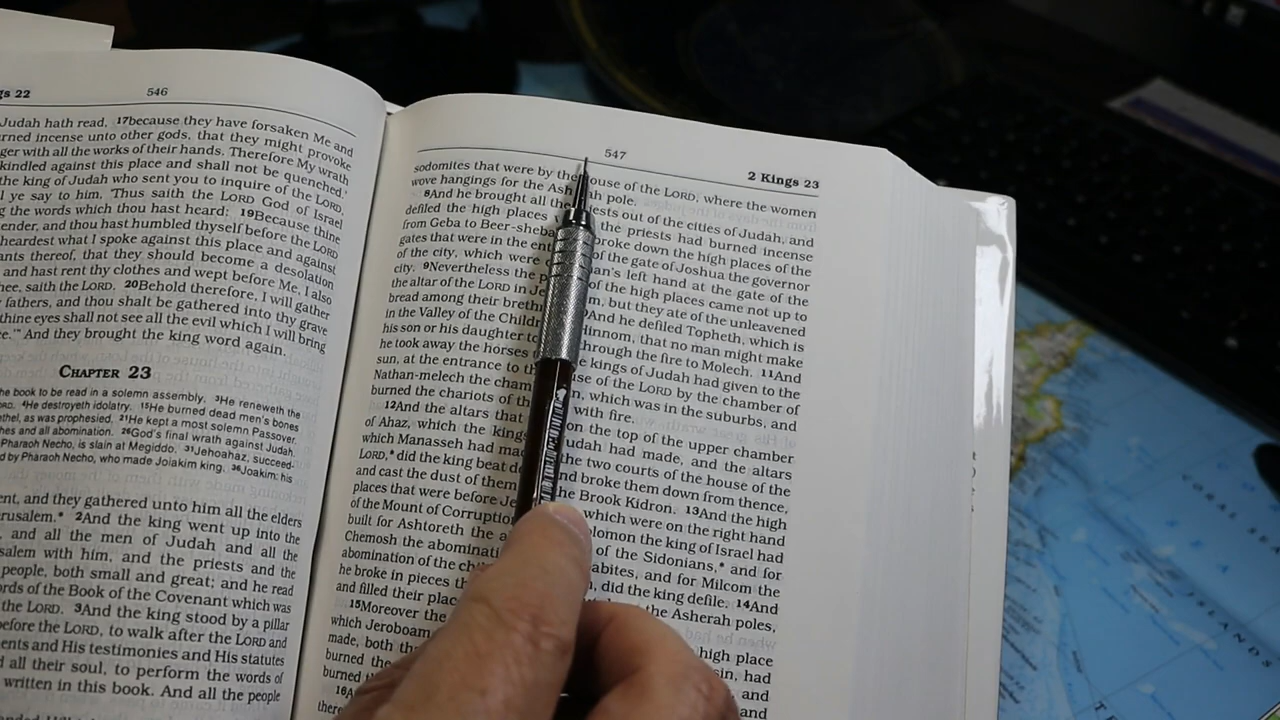 gs 22 546
Judah hath read, 17because they have forsaken Me and
rned incense unto other gods, that they might provoke
ger with all the works of their hands. Therefore My wrath
kindled against this place and shall not be quenched.'
the king of Judah who sent you to inquire of the LORD,
l ye say to him, 'Thus saith the LORD God of Israel
g the words which thou hast heard: 19Because thine
ender, and thou hast humbled thyself before the LORD
heardest what I spoke against this place and against
ants thereof, that they should become a desolation
and hast rent thy clothes and wept before Me, I also
hee, saith the LORD. 20Behold therefore, I will gather
fathers, and thou shalt be gathered into thy grave
thine eyes shall not see all the evil which I will bring
e.'" And they brought the king word again.
CHAPTER 23
he book to be read in a solemn assembly. 3He reneweth the
ORD. 4He destroyeth idolatry. 15He burned dead men's bones
ethel, as was prophesied. 21He kept a most solemn Passover.
hes and all abomination. 26God's final wrath against Judah.
Pharaoh Necho, is slain at Megiddo. 31Jehoahaz, succeed-
d by Pharaoh Necho, who made Joiakim king. 36Joakim: his
ent, and they gathered unto him all the elders
erusalem.* 2And the king went up into the
, and all the men of Judah and all the
salem with him, and the priests and the
people, both small and great; and he read
ords of the Book of the Covenant which was
the LORD. 3And the king stood by a pillar
before the LORD, to walk after the LORD and
ents and His testimonies and His statutes
d all their soul, to perform the words of
written in this book. And all the people
547
2 Kings 23
sodomites that were by the house of the LORD, where the women
wove hangings for the Ash ah pole.
8And he brought all the iests out of the cities of Judah, and
defiled the high places the priests had burned incense
from Geba to Beer-sheba broke down the high places of the
gates that were in the ent of the gate of Joshua the governor
of the city, which were o an's left hand at the gate of the
city. 9Nevertheless the p of the high places came not up to
the altar of the LORD in Je m, but they ate of the unleavened
bread among their breth And he defiled Topheth, which is
in the Valley of the Child Hinnom, that no man might make
his son or his daughter to through the fire to Molech. 11And
he took away the horses e kings of Judah had given to the
sun, at the entrance to th use of the LORD by the chamber of
Nathan-melech the cham n, which was in the suburbs, and
burned the chariots of th with fire.
12And the altars that on the top of the upper chamber
of Ahaz, which the kings udah had made, and the altars
which Manasseh had ma the two courts of the house of the
LORD,* did the king beat do and broke them down from thence,
and cast the dust of them he Brook Kidron. 13And the high
places that were before Je which were on the right hand
of the Mount of Corruptio olomon the king of Israel had
built for Ashtoreth the a of the Sidonians,* and for
Chemosh the abominati abites, and for Milcom the
abomination of the ch , did the king defile. 14And
he broke in pieces th the Asherah poles,
and filled their plac
15Moreover the high place
which Jeroboam sin, had
made, both tha and
burned the and
burned
16A
there
CORAL SEA
ISLANDS